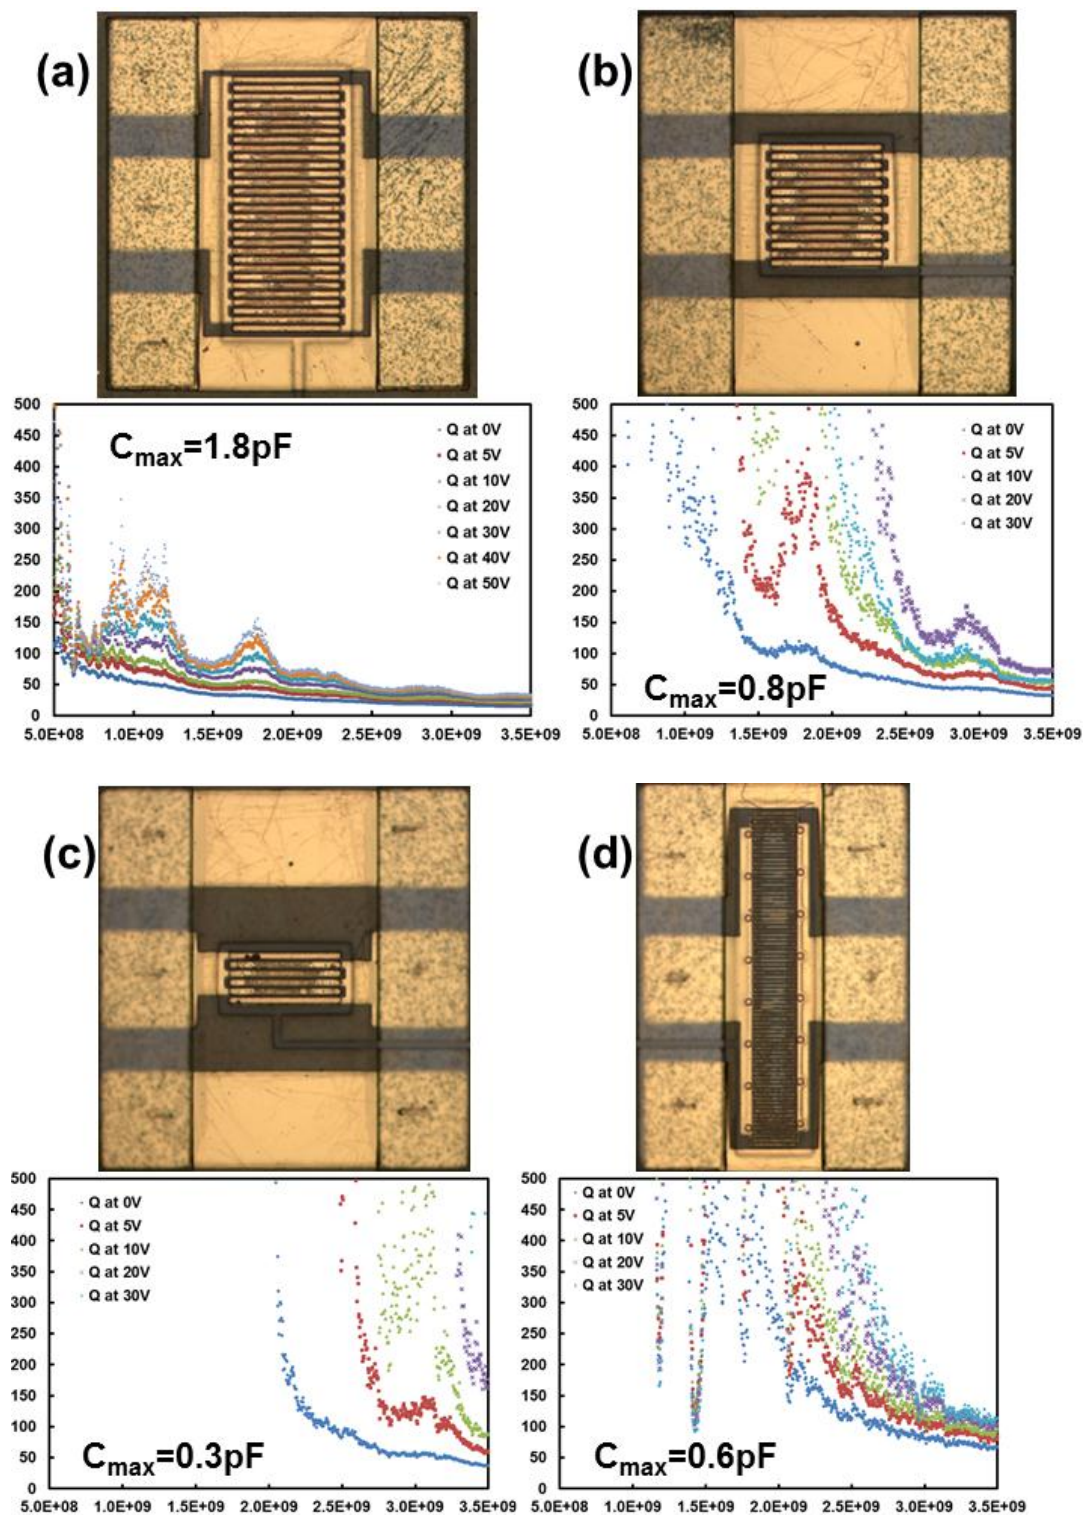 (a)
(b)
500
450
400
350
300
250
200
150
100
50
0
Cmax=1.8pF
Q at 0V
Q at 5V
Q at 10V
Q at 20V
Q at 30V
Q at 40V
Q at 50V
5.0E+08 1.0E+09 1.5E+09 2.0E+09 2.5E+09 3.0E+09 3.5E+09
500
450
400
350
300
250
200
150
100
50
0
Q at 0V
Q at 5V
Q at 10V
Q at 20V
Q at 30V
Cmax=0.8pF
5.0E+08 1.0E+09 1.5E+09 2.0E+09 2.5E+09 3.0E+09 3.5E+09
(c)
(d)
500
450
400
350
300
250
200
150
100
50
0
Q at 0V
Q at 5V
Q at 10V
Q at 20V
Q at 30V
Cmax=0.3pF
5.0E+08 1.0E+09 1.5E+09 2.0E+09 2.5E+09 3.0E+09 3.5E+09
500
450
400
350
300
250
200
150
100
50
0
Q at 0V
Q at 5V
Q at 10V
Q at 20V
Q at 30V
Cmax=0.6pF
5.0E+08 1.0E+09 1.5E+09 2.0E+09 2.5E+09 3.0E+09 3.5E+09